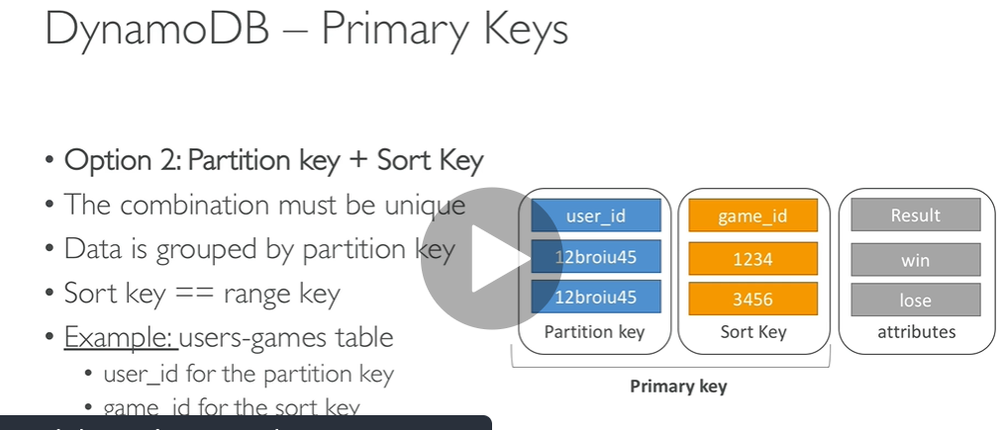 DynamoDB – Primary Keys
• Option 2: Partition key + Sort Key
• The combination must be unique
• Data is grouped by partition key
• Sort key == range key
• Example: users-games table
• user_id for the partition key
• game_id for the sort key
user_id game_id Result
12broiu45 1234 win
12broiu45 3456 lose
Partition key Sort Key attributes
Primary key